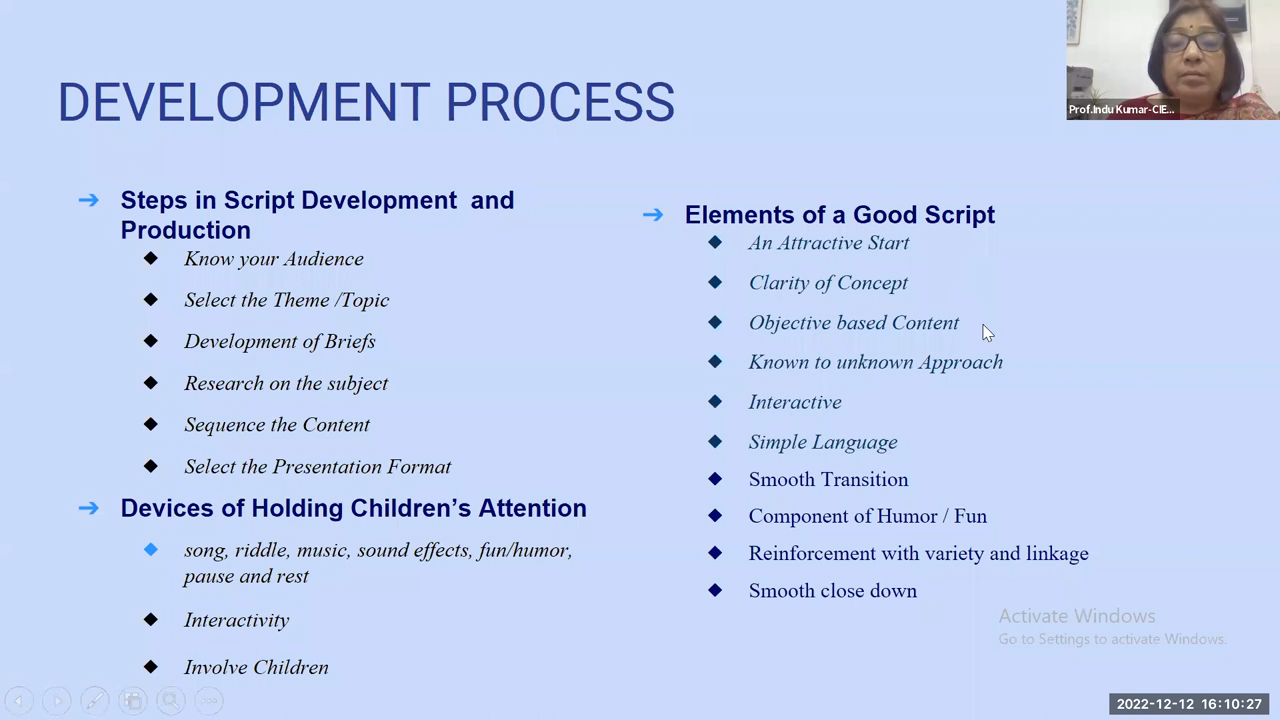 DEVELOPMENT PROCESS
Prof.Indu Kumar-CIE...
Steps in Script Development and
Production
Know your Audience
Select the Theme /Topic
Development of Briefs
Research on the subject
Sequence the Content
Select the Presentation Format
Devices of Holding Children’s Attention
song, riddle, music, sound effects, fun/humor,
pause and rest
Interactivity
Involve Children
Elements of a Good Script
An Attractive Start
Clarity of Concept
Objective based Content
Known to unknown Approach
Interactive
Simple Language
Smooth Transition
Component of Humor / Fun
Reinforcement with variety and linkage
Smooth close down
Activate Windows
Go to Settings to activate Windows.
2022-12-12 16:10:27